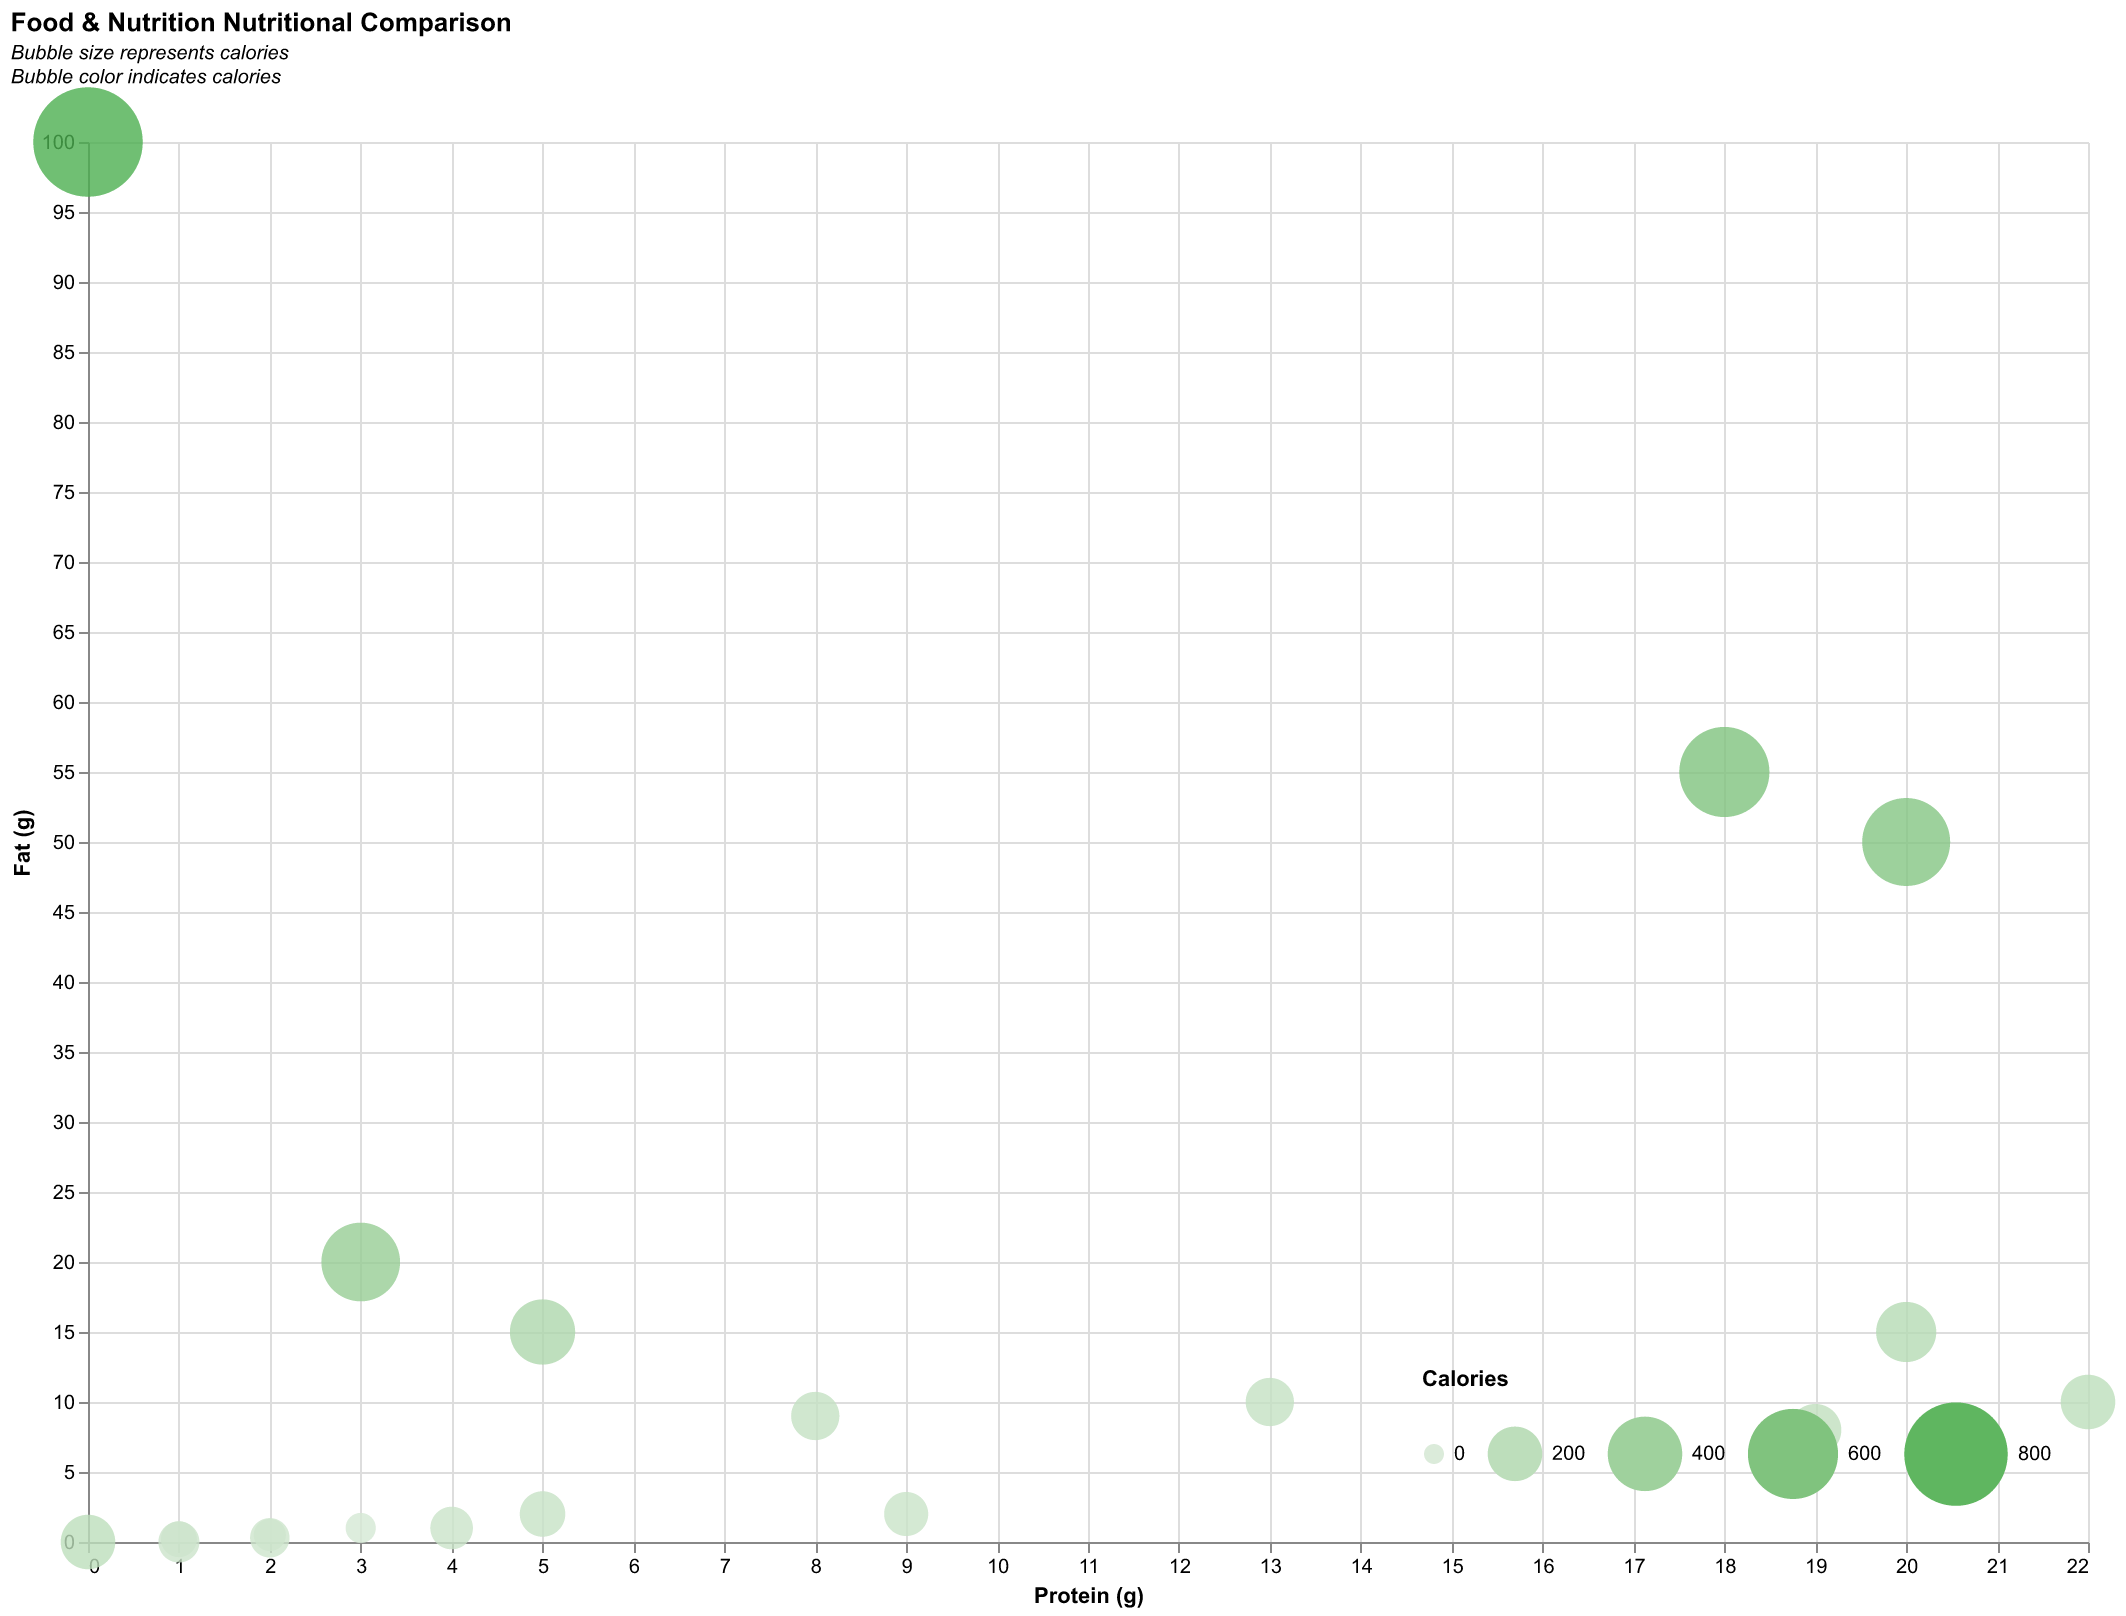 Food & Nutrition Nutritional Comparison
Bubble size represents calories
Bubble color indicates calories
100
95
90
85
80
75
70
65
60
55
50
45
40
35
30
25
20
15
10
5
0
Fat (g)
Calories
0 200 400 600 800
0 1 2 3 4 5 6 7 8 9 10 11 12 13 14 15 16 17 18 19 20 21 22
Protein (g)